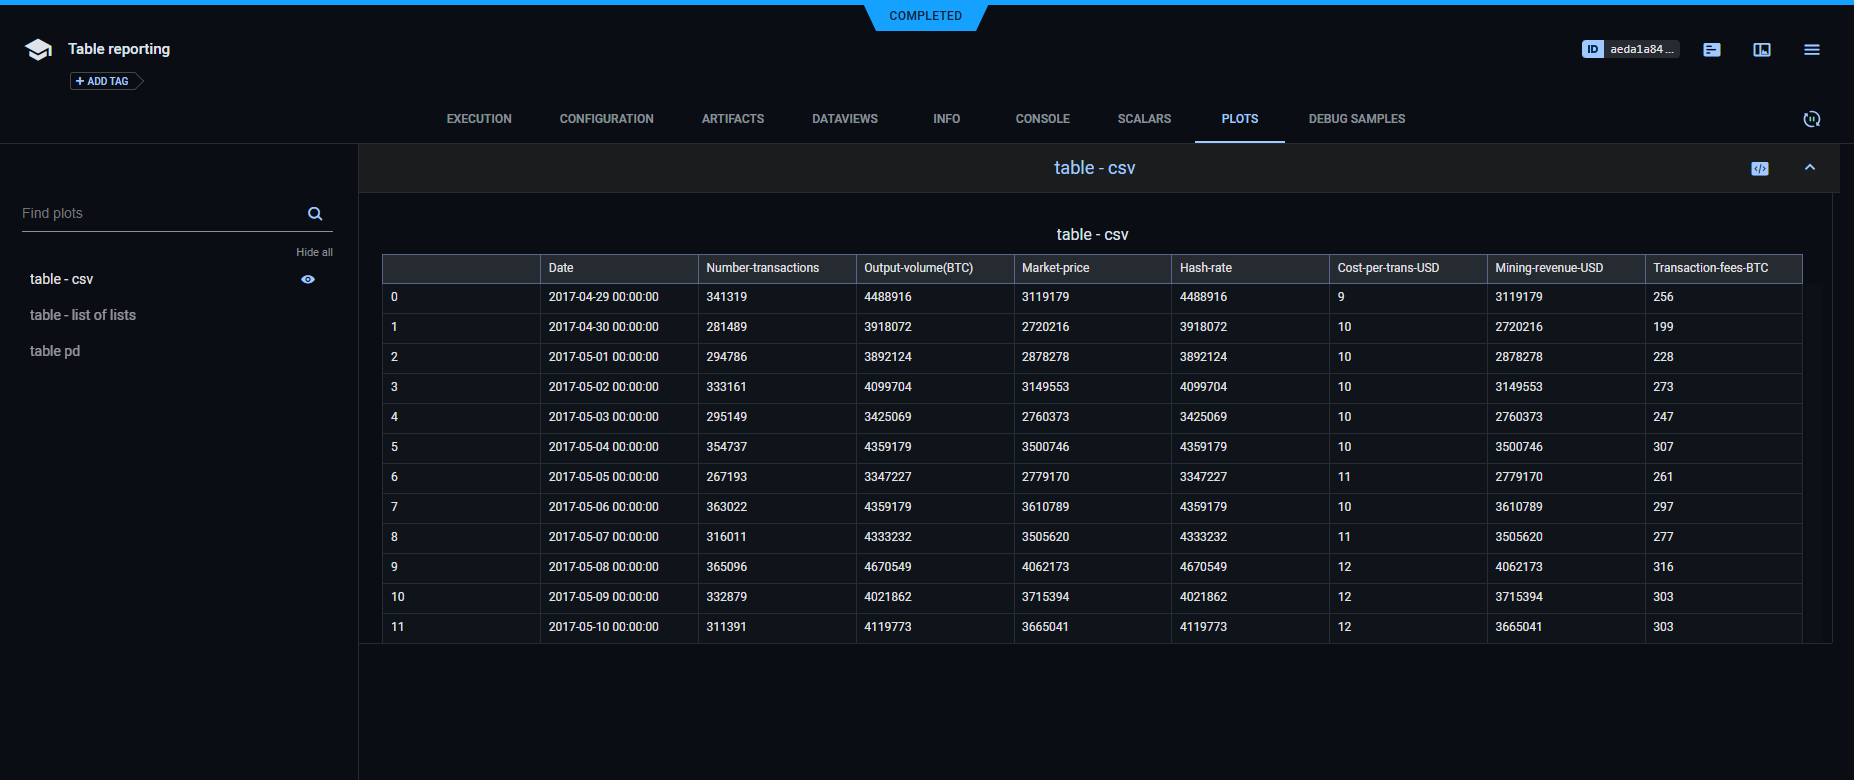 COMPLETED
Table reporting
ID aeda1a84 ...
+ ADD TAG
EXECUTION CONFIGURATION ARTIFACTS DATAVIEWS INFO CONSOLE SCALARS PLOTS DEBUG SAMPLES
table - csv
Find plots
Hide all
table - csv
table - list of lists
table pd
table - csv
Date Number-transactions Output-volume(BTC) Market-price Hash-rate Cost-per-trans-USD Mining-revenue-USD Transaction-fees-BTC
0 2017-04-29 00:00:00 341319 4488916 3119179 4488916 9 3119179 256
1 2017-04-30 00:00:00 281489 3918072 2720216 3918072 10 2720216 199
2 2017-05-01 00:00:00 294786 3892124 2878278 3892124 10 2878278 228
3 2017-05-02 00:00:00 333161 4099704 3149553 4099704 10 3149553 273
4 2017-05-03 00:00:00 295149 3425069 2760373 3425069 10 2760373 247
5 2017-05-04 00:00:00 354737 4359179 3500746 4359179 10 3500746 307
6 2017-05-05 00:00:00 267193 3347227 2779170 3347227 11 2779170 261
7 2017-05-06 00:00:00 363022 4359179 3610789 4359179 10 3610789 297
8 2017-05-07 00:00:00 316011 4333232 3505620 4333232 11 3505620 277
9 2017-05-08 00:00:00 365096 4670549 4062173 4670549 12 4062173 316
10 2017-05-09 00:00:00 332879 4021862 3715394 4021862 12 3715394 303
11 2017-05-10 00:00:00 311391 4119773 3665041 4119773 12 3665041 303